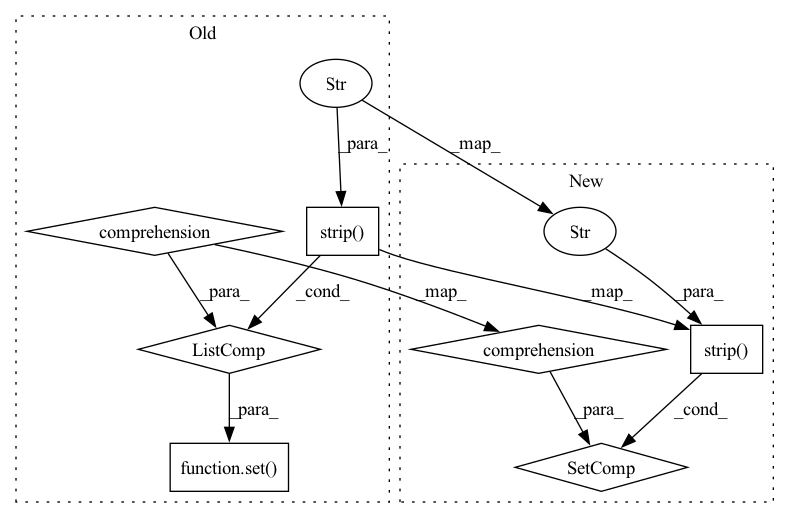 Old
Str
_para_
_map_
New
comprehension
strip()
Str
_para_
_cond_
_map_
_map_
_para_
ListComp
comprehension
strip()
_para_
_para_
_cond_
function.set()
SetComp